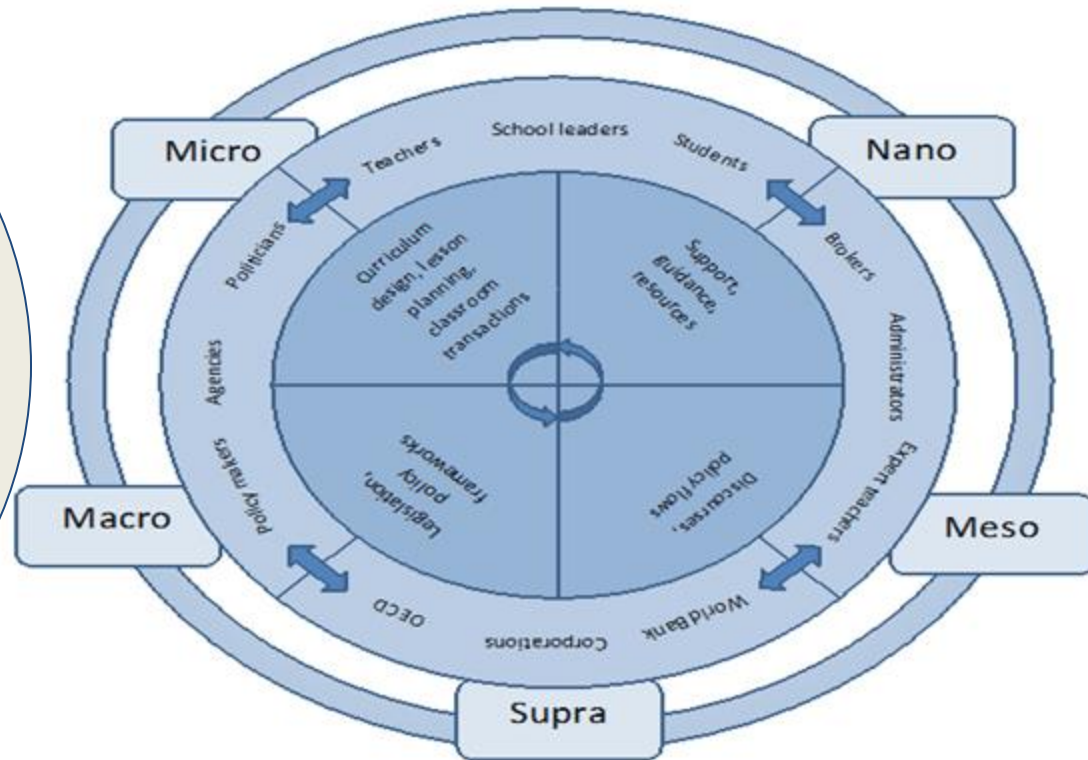 Micro
Nano
Macro
Meso
Supra
Teachers
School leaders
Students
Brokers
Administrators
Expert teachers
World Bank
Corporations
OECD
Policy makers
Agencies
Politicians
Curriculum
design, lesson
planning,
classroom
transactions
Support,
guidance,
resources
Discourses,
policy flows
Legislation,
policy
frameworks